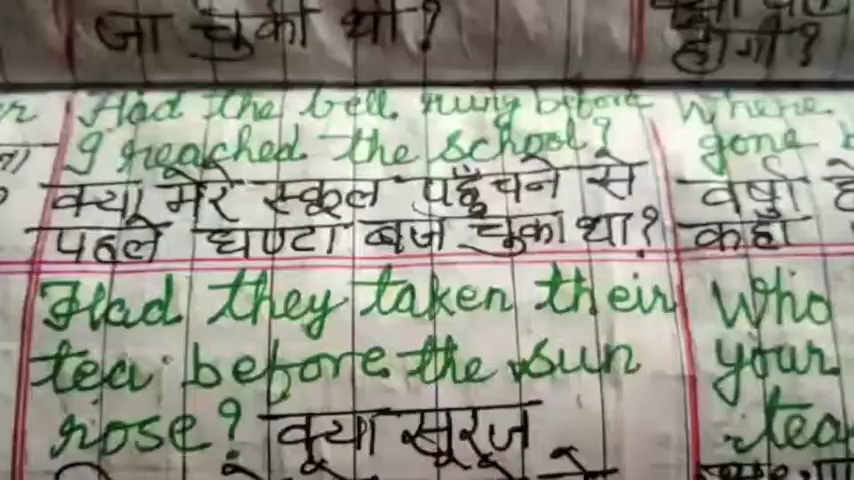 जा चुकी थी?
होगी?
Had the bell rung before
I reached the school?
क्या मेरे स्कूल पहुँचने से
पहले घण्टा बज चुका था?
Where
gone
वर्षा
कहाँ
Had they taken their
tea before the sun
rose? क्या सूरज
Who
your
tea